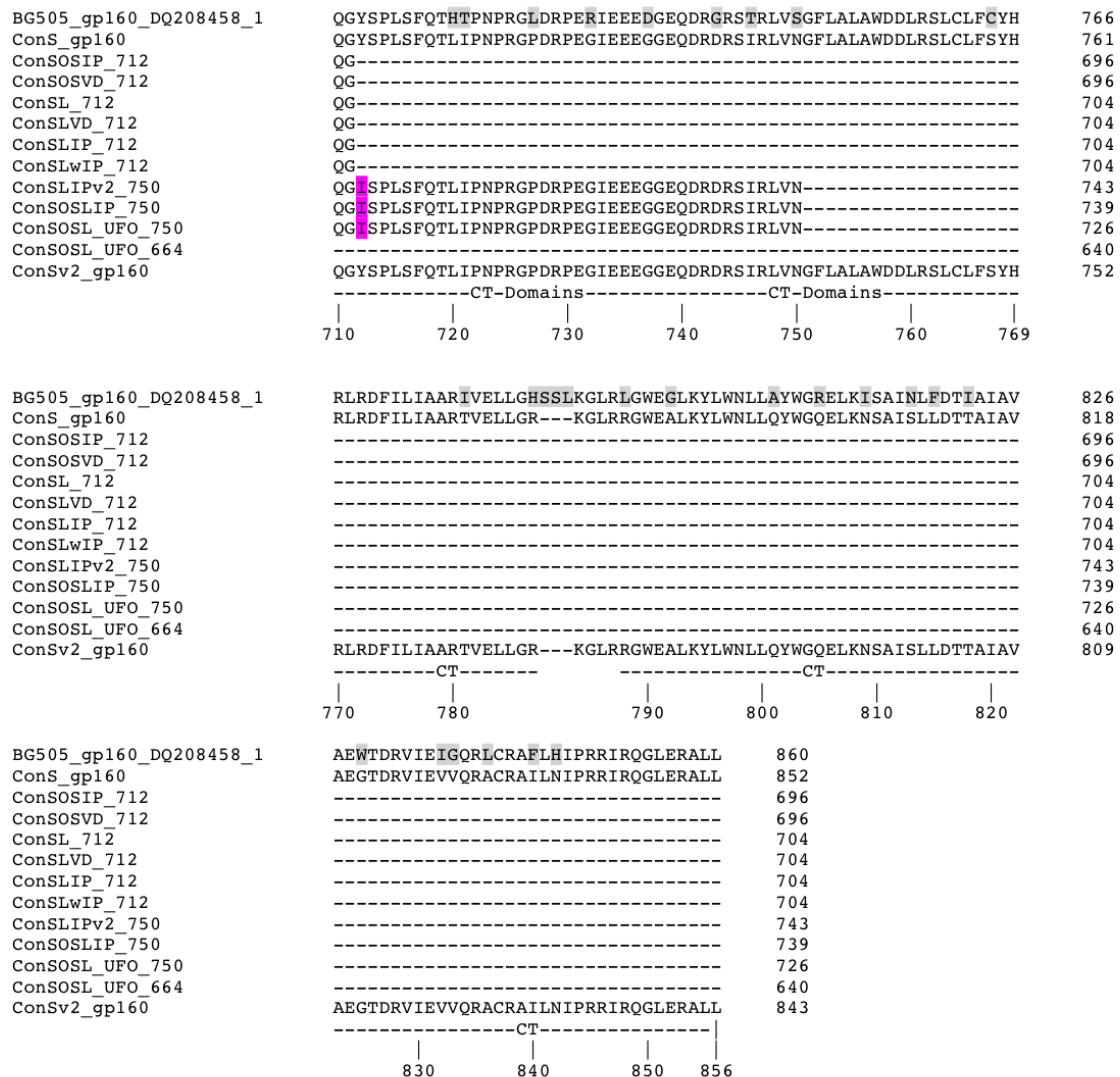 BG505_gp160_DQ208458_1 QGYSPLSFQTHTPNPRGLDRPERIEEEDGEQDRGRSTRLVSGFLALAWDDLRSLCLFCYH 766
ConS_gp160 QGYSPLSFQTLIPNPRGPDRPEGIEEEGGEQDRDRSIRLVNGFLALAWDDLRSLCLFSYH 761
ConSOSIP_712 QG---------------------------------------------------------- 696
ConSOSVD_712 QG---------------------------------------------------------- 696
ConSL_712 QG---------------------------------------------------------- 704
ConSLVD_712 QG---------------------------------------------------------- 704
ConSLIP_712 QG---------------------------------------------------------- 704
ConSLwIP_712 QG---------------------------------------------------------- 704
ConSLIPv2_750 QGISPLSFQTLIPNPRGPDRPEGIEEEGGEQDRDRSIRLVN------------------- 743
ConSOSLIP_750 QGISPLSFQTLIPNPRGPDRPEGIEEEGGEQDRDRSIRLVN------------------- 739
ConSOSL_UFO_750 QGISPLSFQTLIPNPRGPDRPEGIEEEGGEQDRDRSIRLVN------------------- 726
ConSOSL_UFO_664 ------------------------------------------------------------ 640
ConSv2_gp160 QGYSPLSFQTLIPNPRGPDRPEGIEEEGGEQDRDRSIRLVNGFLALAWDDLRSLCLFSYH 752
------------CT-Domains--------------CT-Domains------------
| | | | | | |
710 720 730 740 750 760 769
BG505_gp160_DQ208458_1 RLRDFILIAARIVELLGHSSLKGLRLGWEGLKYLWNLLAYWGRELKISAINLFDTIAIAV 826
ConS_gp160 RLRDFILIAARTVELLGR---KGLRRGWEALKYLWNLLQYWGQELKNSAISLLDTTAIAV 818
ConSOSIP_712 ------------------------------------------------------------ 696
ConSOSVD_712 ------------------------------------------------------------ 696
ConSL_712 ------------------------------------------------------------ 704
ConSLVD_712 ------------------------------------------------------------ 704
ConSLIP_712 ------------------------------------------------------------ 704
ConSLwIP_712 ------------------------------------------------------------ 704
ConSLIPv2_750 ------------------------------------------------------------ 743
ConSOSLIP_750 ------------------------------------------------------------ 739
ConSOSL_UFO_750 ------------------------------------------------------------ 726
ConSOSL_UFO_664 ------------------------------------------------------------ 640
ConSv2_gp160 RLRDFILIAARTVELLGR---KGLRRGWEALKYLWNLLQYWGQELKNSAISLLDTTAIAV 809
---------CT------- ----------------CT-----------------
| | | | | |
770 780 790 800 810 820
BG505_gp160_DQ208458_1 AEWTDRVIEIGQRLCRAFLHIPRRIRQGLERALL 860
ConS_gp160 AEGTDRVIEVVQRACRAILNIPRRIRQGLERALL 852
ConSOSIP_712 ---------------------------------- 696
ConSOSVD_712 ---------------------------------- 696
ConSL_712 ---------------------------------- 704
ConSLVD_712 ---------------------------------- 704
ConSLIP_712 ---------------------------------- 704
ConSLwIP_712 ---------------------------------- 704
ConSLIPv2_750 ---------------------------------- 743
ConSOSLIP_750 ---------------------------------- 739
ConSOSL_UFO_750 ---------------------------------- 726
ConSOSL_UFO_664 ---------------------------------- 640
ConSv2_gp160 AEGTDRVIEVVQRACRAILNIPRRIRQGLERALL 843
----------------CT---------------|
| | | |
830 840 850 856